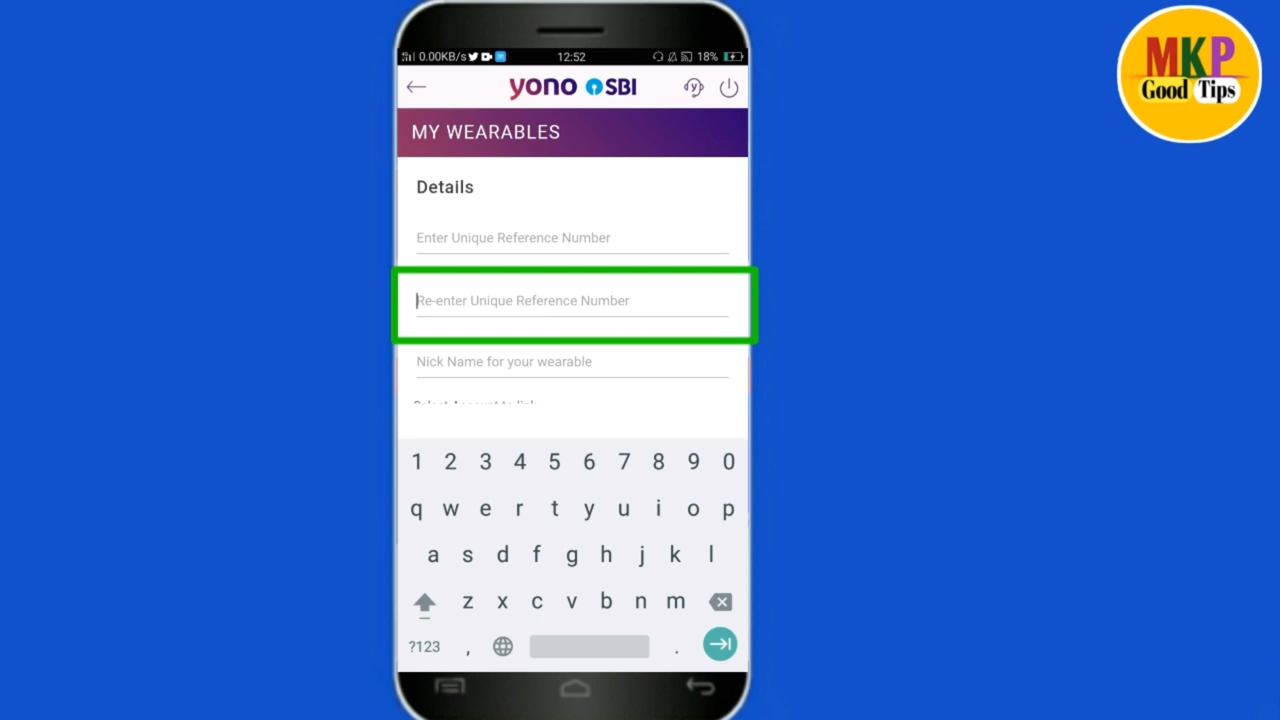 MKP
Good Tips
0.00KB/s 12:52 18%
yono SBI
MY WEARABLES
Details
Enter Unique Reference Number
Re-enter Unique Reference Number
Nick Name for your wearable
Select Account to link
1 2 3 4 5 6 7 8 9 0
q w e r t y u i o p
a s d f g h j k l
z x c v b n m
?123 , .